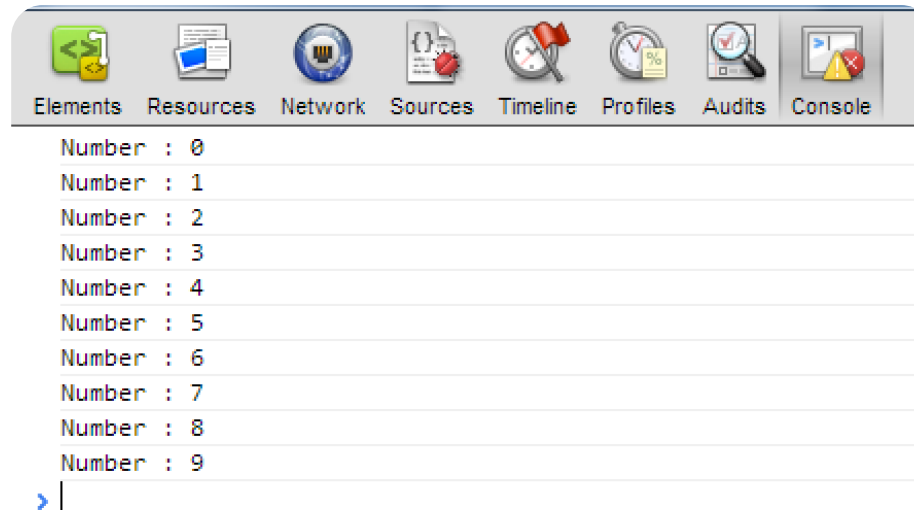 Elements Resources Network Sources Timeline Profiles Audits Console
Number : 0
Number : 1
Number : 2
Number : 3
Number : 4
Number : 5
Number : 6
Number : 7
Number : 8
Number : 9